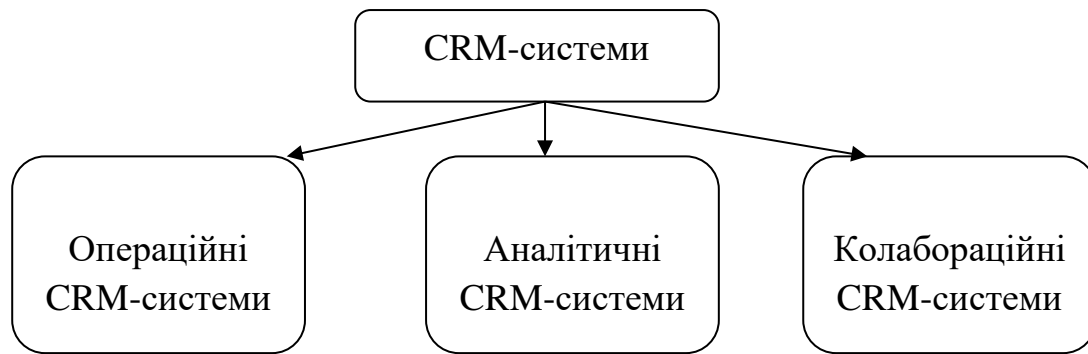 CRM-системи
Операційні
CRM-системи
Аналітичні
CRM-системи
Колабораційні
CRM-системи